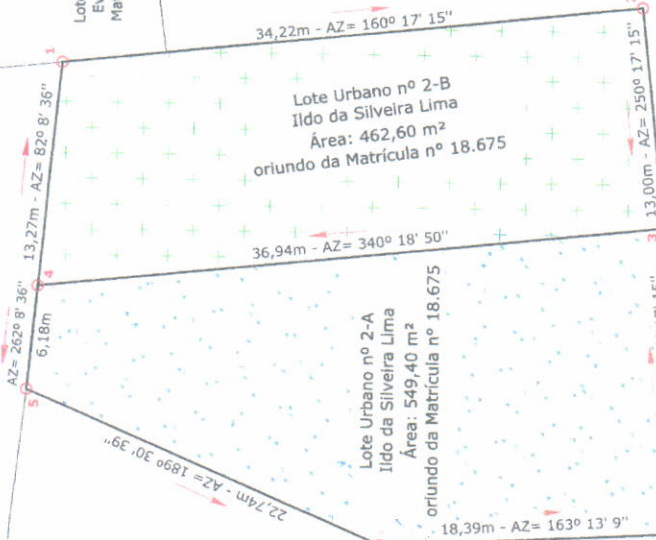 Lot
Ev
Ma
1
34,22m - AZ= 160º 17' 15"
13,27m - AZ= 82º 8' 36"
Lote Urbano nº 2-B
Ildo da Silveira Lima
Área: 462,60 m²
oriundo da Matrícula nº 18.675
13,00m - AZ= 250º 17' 15"
36,94m - AZ= 340º 18' 50"
3
4
AZ= 262º 8' 36"
6,18m
5
Lote Urbano nº 2-A
Ildo da Silveira Lima
Área: 549,40 m²
oriundo da Matrícula nº 18.675
22,74m - AZ= 189º 30' 39"
18,39m - AZ= 163º 13' 9"